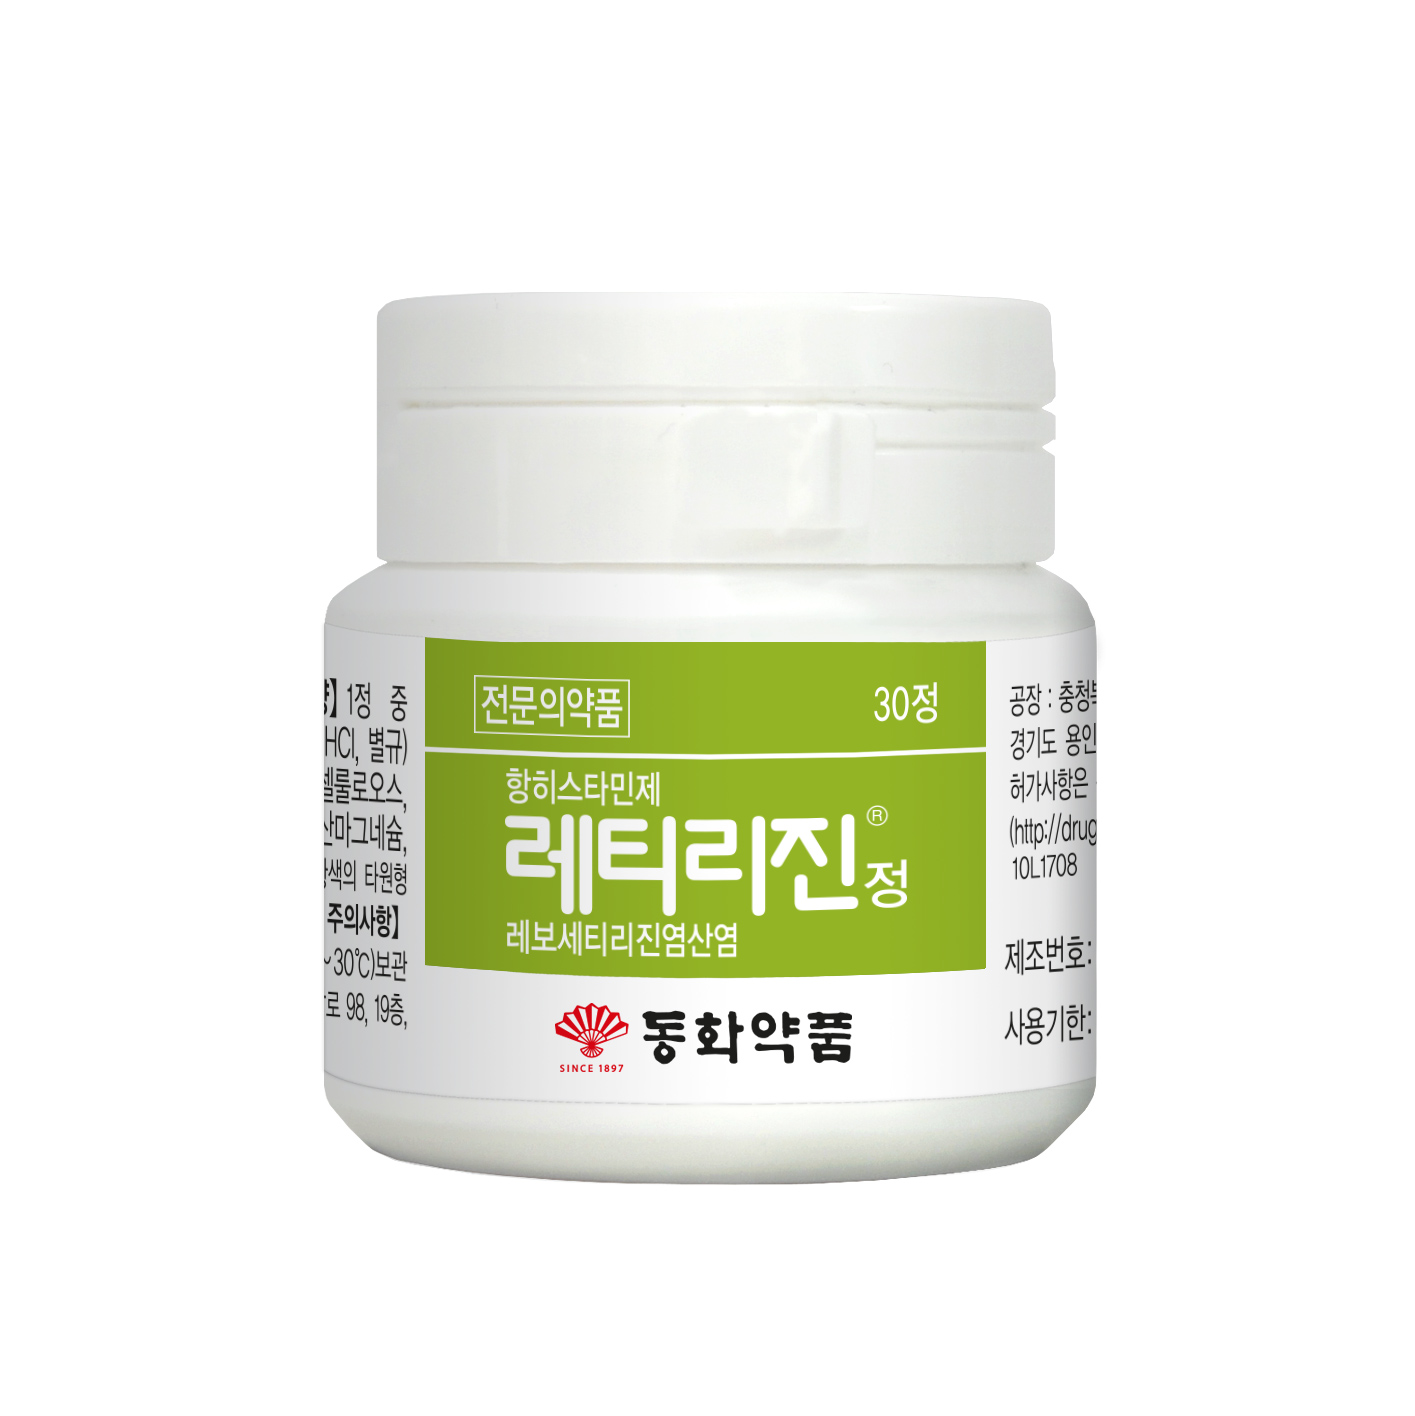 전문의약품
30정
항히스타민제
레티리진®정
레보세티리진염산염
동화약품
SINCE 1897
】1정 중
HCl, 별규)
셀룰로오스,
산마그네슘,
색의 타원형
주의사항】
~30℃)보관
로 98, 19층,
공장 : 충청북
경기도 용인
허가사항은
(http://drug
10L1708
제조번호:
사용기한: